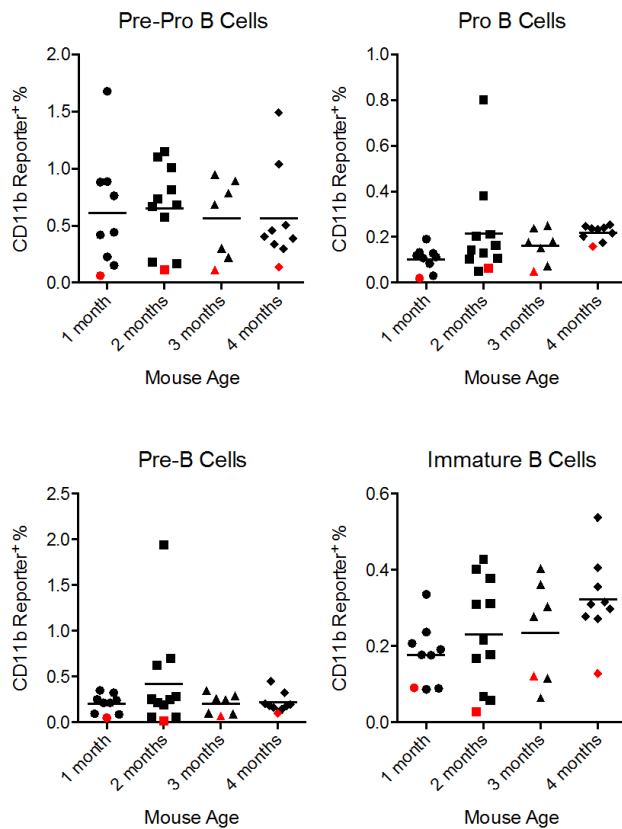 Pre-Pro B Cells
CD11b Reporter⁺ %
2.0
1.5
1.0
0.5
0.0
1 month
2 months
3 months
4 months
Mouse Age
Pro B Cells
CD11b Reporter⁺ %
1.0
0.8
0.6
0.4
0.2
0.0
1 month
2 months
3 months
4 months
Mouse Age
Pre-B Cells
CD11b Reporter⁺ %
2.5
2.0
1.5
1.0
0.5
0.0
1 month
2 months
3 months
4 months
Mouse Age
Immature B Cells
CD11b Reporter⁺ %
0.6
0.4
0.2
0.0
1 month
2 months
3 months
4 months
Mouse Age